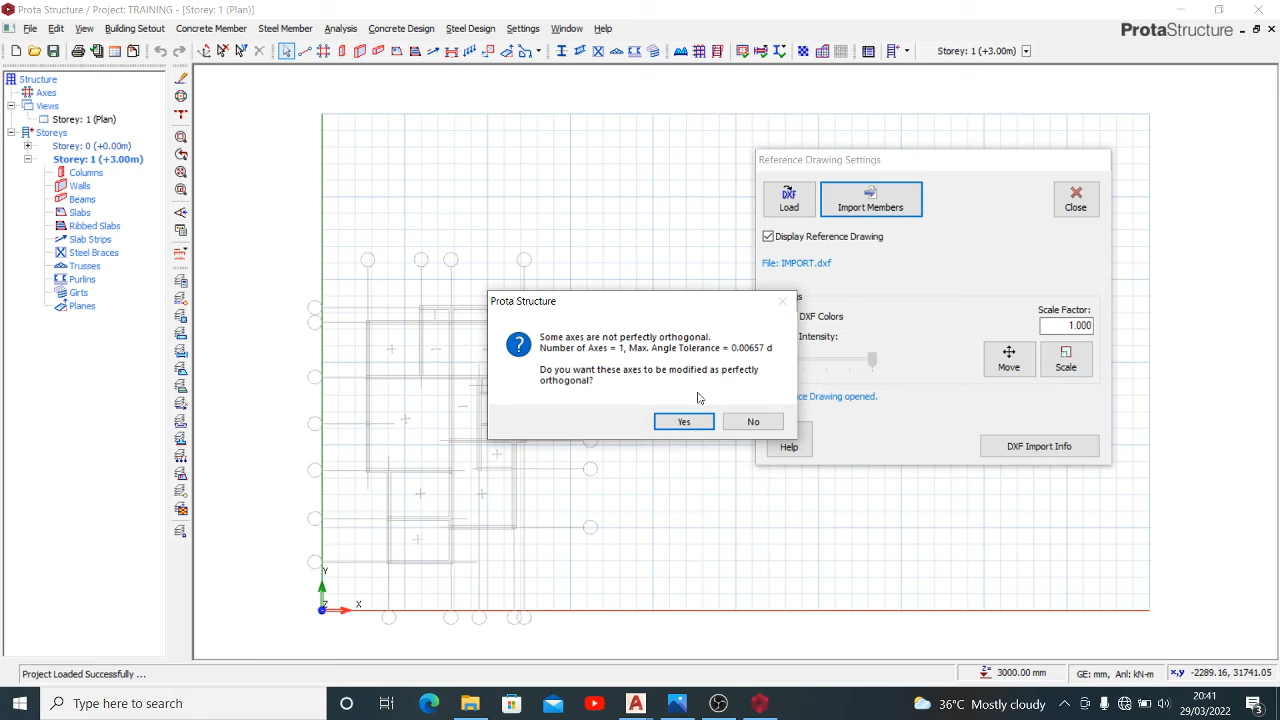 Prota Structure / Project: TRAINING - [Storey: 1 (Plan)]
File Edit View Building Setout Concrete Member Steel Member Analysis Concrete Design Steel Design Settings Window Help
ProtaStructure
Storey: 1 (+3.00m)
Structure
Axes
Views
Storey: 1 (Plan)
Storeys
Storey: 0 (+0.00m)
Storey: 1 (+3.00m)
Columns
Walls
Beams
Slabs
Ribbed Slabs
Slab Strips
Steel Braces
Trusses
Purlins
Girts
Planes
Reference Drawing Settings
DXF
Load
Import Members
Close
Display Reference Drawing
File: IMPORT.dxf
DXF Colors
Scale Factor:
1.000
Intensity:
Move
Scale
Drawing opened.
Help
DXF Import Info
Prota Structure
Some axes are not perfectly orthogonal.
Number of Axes = 1, Max. Angle Tolerance = 0.00657 d
Do you want these axes to be modified as perfectly
orthogonal?
Yes No
Y
Z
X
Project Loaded Successfully ...
Z= 3000.00 mm
GE: mm, Anl: kN-m
x,y -2289.16, 31741.05
Type here to search
36°C Mostly cloudy
20:41
29/03/2022